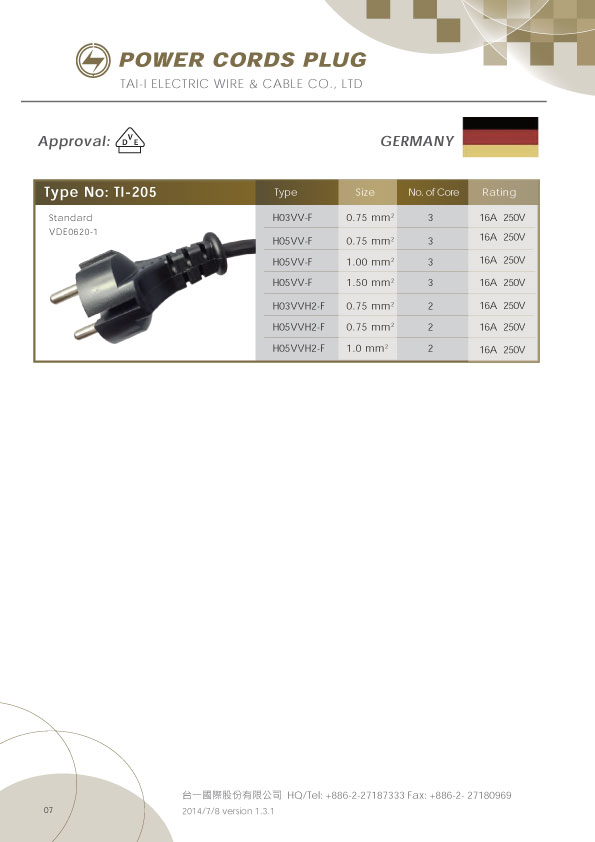 POWER CORDS PLUG
TAI-I ELECTRIC WIRE & CABLE CO., LTD
Approval: D V E
GERMANY
Type No: TI-205 Type Size No. of Core Rating
Standard
VDE0620-1
H03VV-F 0.75 mm² 3 16A 250V
H05VV-F 0.75 mm² 3 16A 250V
H05VV-F 1.00 mm² 3 16A 250V
H05VV-F 1.50 mm² 3 16A 250V
H03VVH2-F 0.75 mm² 2 16A 250V
H05VVH2-F 0.75 mm² 2 16A 250V
H05VVH2-F 1.0 mm² 2 16A 250V
台一國際股份有限公司 HQ/Tel: +886-2-27187333 Fax: +886-2- 27180969
07 2014/7/8 version 1.3.1